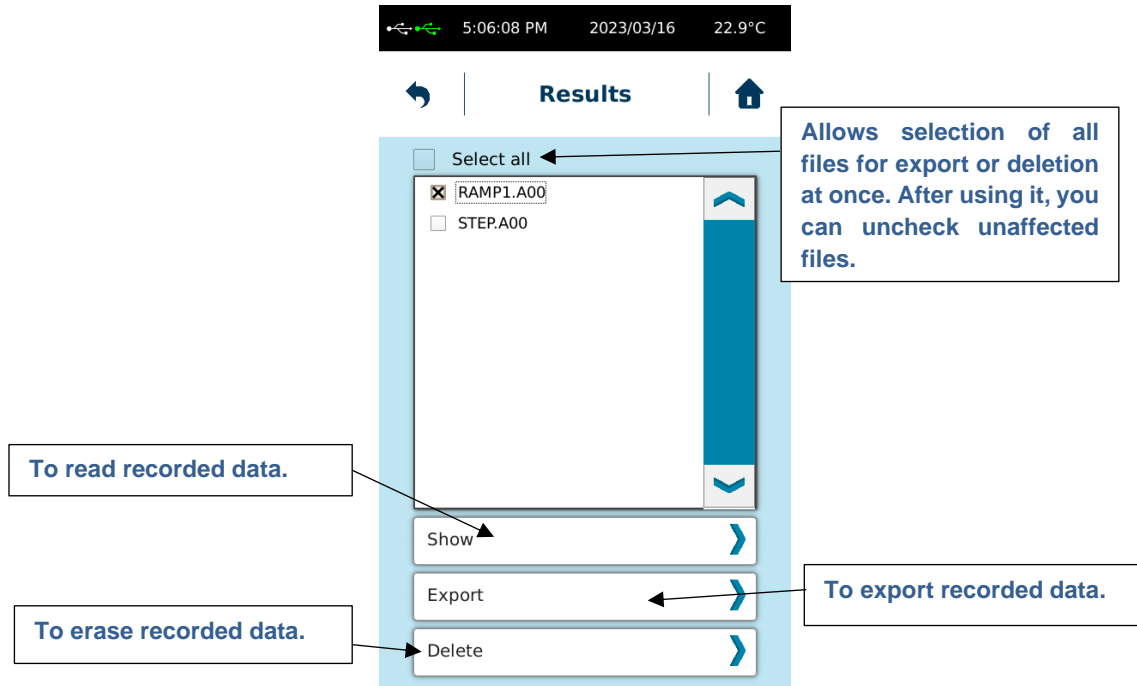 5:06:08 PM 2023/03/16 22.9°C
Results
Allows selection of all
files for export or deletion
at once. After using it, you
can uncheck unaffected
files.
Select all
RAMP1.A00
STEP.A00
To read recorded data.
Show
Export
To export recorded data.
To erase recorded data.
Delete